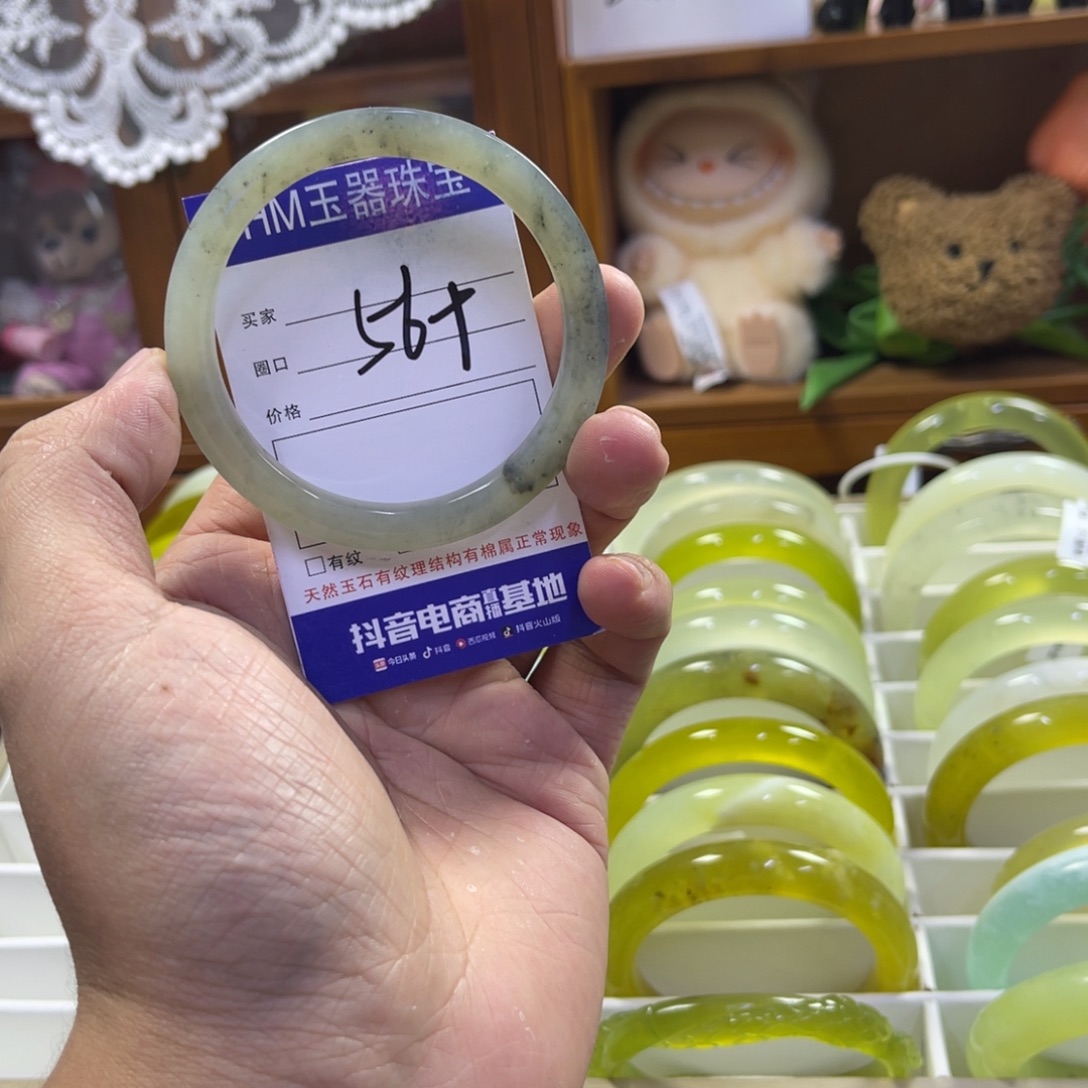 HM玉器珠宝
买家
56+
圈口
价格
有纹
天然玉石有纹理结构有棉属正常现象
抖音电商直播基地
今日头条 抖音 西瓜视频 抖音火山版